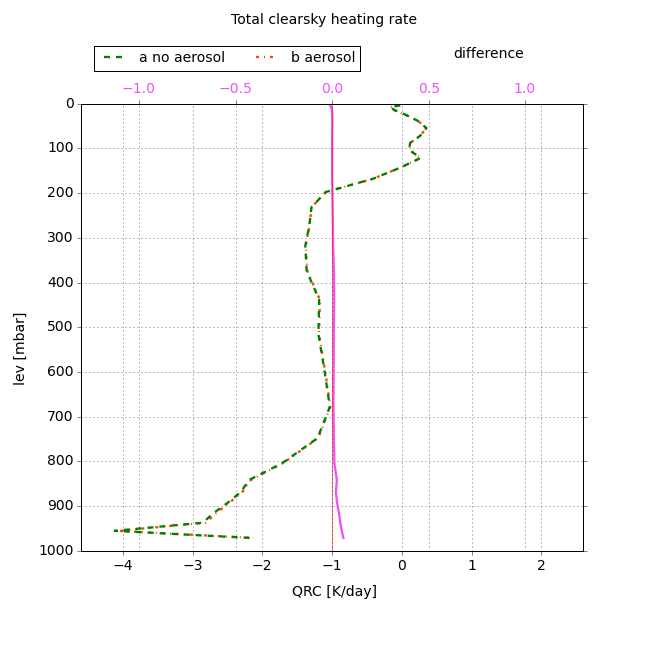 Total clearsky heating rate
a no aerosol b aerosol difference
−1.0 −0.5 0.0 0.5 1.0
0
100
200
300
400
500
600
700
800
900
1000
lev [mbar]
−4 −3 −2 −1 0 1 2
QRC [K/day]